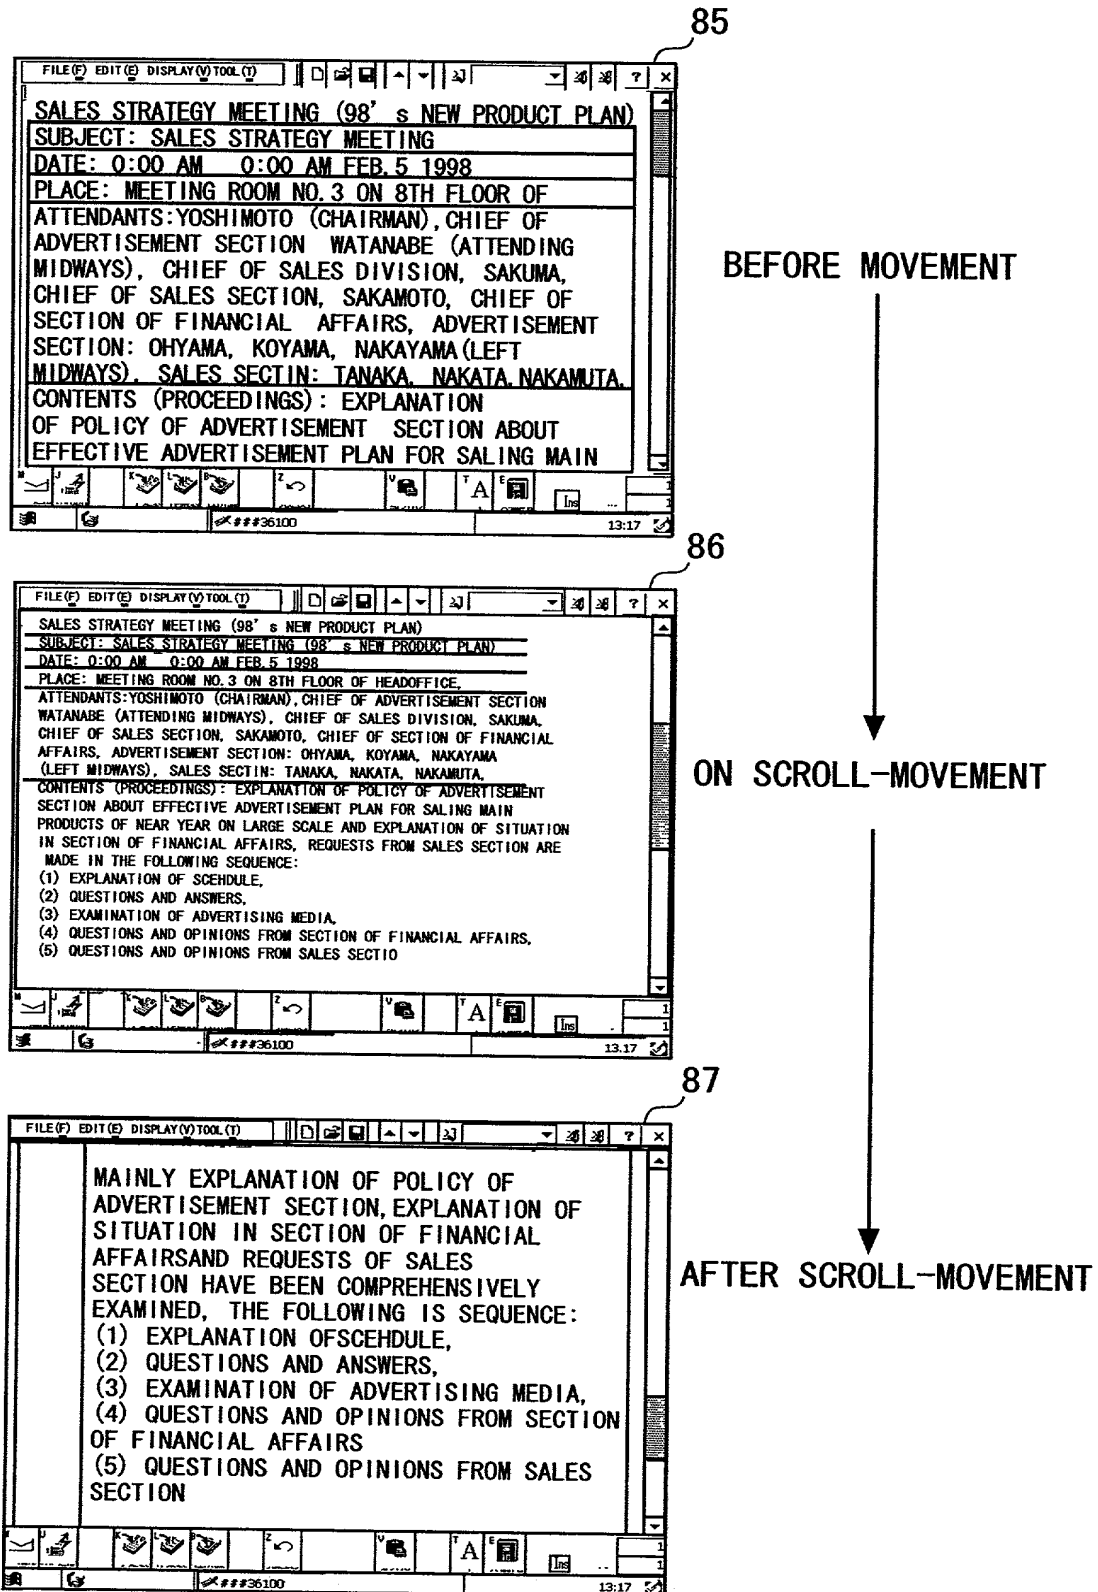 85
FILE(F) EDIT(E) DISPLAY(V) TOOL(T) ? ×
SALES STRATEGY MEETING (98' s NEW PRODUCT PLAN)
SUBJECT: SALES STRATEGY MEETING
DATE: 0:00 AM 0:00 AM FEB. 5 1998
PLACE: MEETING ROOM NO. 3 ON 8TH FLOOR OF
ATTENDANTS:YOSHIMOTO (CHAIRMAN), CHIEF OF
ADVERTISEMENT SECTION WATANABE (ATTENDING
MIDWAYS), CHIEF OF SALES DIVISION, SAKUMA,
CHIEF OF SALES SECTION, SAKAMOTO, CHIEF OF
SECTION OF FINANCIAL AFFAIRS, ADVERTISEMENT
SECTION: OHYAMA, KOYAMA, NAKAYAMA(LEFT
MIDWAYS), SALES SECTIN: TANAKA, NAKATA, NAKAMUTA,
CONTENTS (PROCEEDINGS): EXPLANATION
OF POLICY OF ADVERTISEMENT SECTION ABOUT
EFFECTIVE ADVERTISEMENT PLAN FOR SALING MAIN
M J K L B Z V T A E Ins 1
1
###36100 13:17
BEFORE MOVEMENT
86
FILE(F) EDIT(E) DISPLAY(V) TOOL(T) ? ×
SALES STRATEGY MEETING (98' s NEW PRODUCT PLAN)
SUBJECT: SALES STRATEGY MEETING (98' s NEW PRODUCT PLAN)
DATE: 0:00 AM 0:00 AM FEB. 5 1998
PLACE: MEETING ROOM NO. 3 ON 8TH FLOOR OF HEADOFFICE,
ATTENDANTS:YOSHIMOTO (CHAIRMAN), CHIEF OF ADVERTISEMENT SECTION
WATANABE (ATTENDING MIDWAYS), CHIEF OF SALES DIVISION, SAKUMA,
CHIEF OF SALES SECTION, SAKAMOTO, CHIEF OF SECTION OF FINANCIAL
AFFAIRS, ADVERTISEMENT SECTION: OHYAMA, KOYAMA, NAKAYAMA
(LEFT MIDWAYS), SALES SECTIN: TANAKA, NAKATA, NAKAMUTA,
CONTENTS (PROCEEDINGS): EXPLANATION OF POLICY OF ADVERTISEMENT
SECTION ABOUT EFFECTIVE ADVERTISEMENT PLAN FOR SALING MAIN
PRODUCTS OF NEAR YEAR ON LARGE SCALE AND EXPLANATION OF SITUATION
IN SECTION OF FINANCIAL AFFAIRS, REQUESTS FROM SALES SECTION ARE
MADE IN THE FOLLOWING SEQUENCE:
(1) EXPLANATION OF SCEHDULE,
(2) QUESTIONS AND ANSWERS,
(3) EXAMINATION OF ADVERTISING MEDIA,
(4) QUESTIONS AND OPINIONS FROM SECTION OF FINANCIAL AFFAIRS,
(5) QUESTIONS AND OPINIONS FROM SALES SECTIO
M J K L B Z V T A E Ins 1
1
###36100 13.17
ON SCROLL-MOVEMENT
87
FILE(F) EDIT(E) DISPLAY(V) TOOL(T) ? ×
MAINLY EXPLANATION OF POLICY OF
ADVERTISEMENT SECTION, EXPLANATION OF
SITUATION IN SECTION OF FINANCIAL
AFFAIRSAND REQUESTS OF SALES
SECTION HAVE BEEN COMPREHENSIVELY
EXAMINED, THE FOLLOWING IS SEQUENCE:
(1) EXPLANATION OFSCEHDULE,
(2) QUESTIONS AND ANSWERS,
(3) EXAMINATION OF ADVERTISING MEDIA,
(4) QUESTIONS AND OPINIONS FROM SECTION
OF FINANCIAL AFFAIRS
(5) QUESTIONS AND OPINIONS FROM SALES
SECTION
J K L B Z V T A E Ins 1
1
###36100 13:17
AFTER SCROLL-MOVEMENT